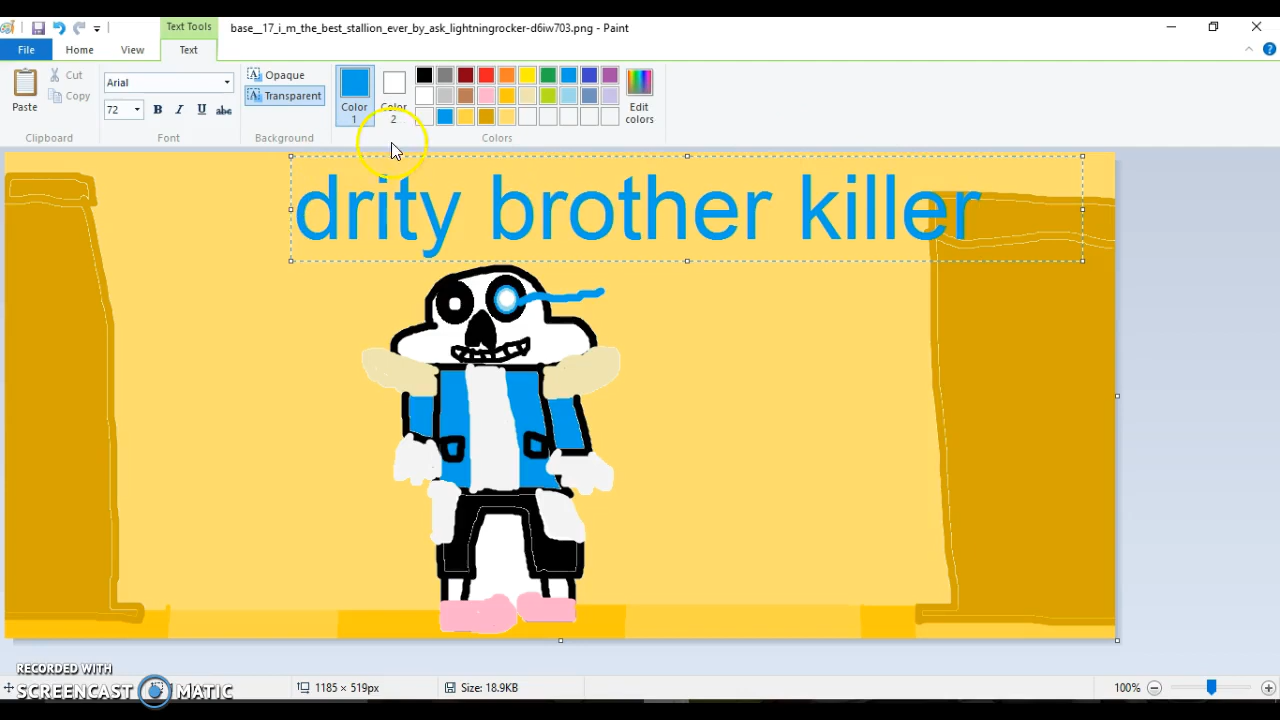 Text Tools
base__17_i_m_the_best_stallion_ever_by_ask_lightningrocker-d6iw703.png - Paint
File Home View Text
Paste
Cut
Copy
Clipboard
Arial
72 B I U abc
Font
Opaque
Transparent
Background
Color 1
Color 2
Edit colors
Colors
drity brother killer
RECORDED WITH
SCREENCAST MATIC
1185 × 519px
Size: 18.9KB
100%